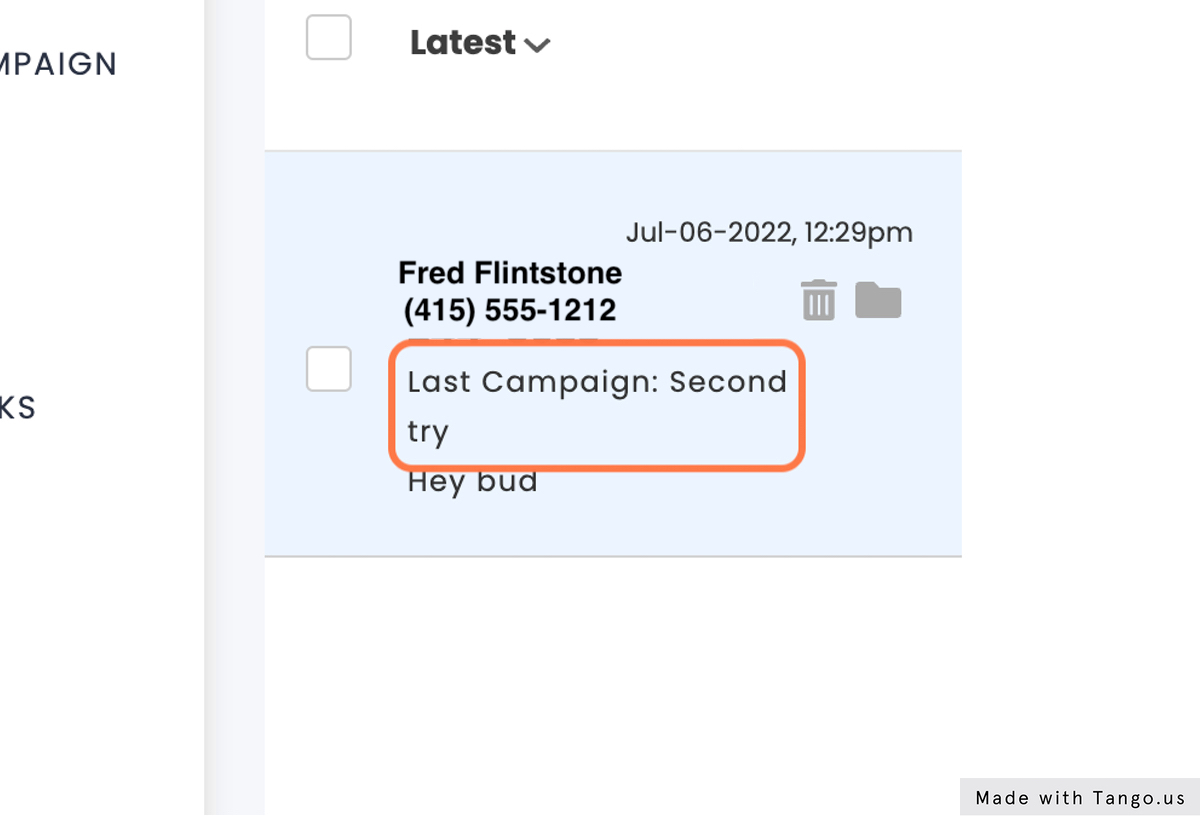 MPAIGN
Latest
Jul-06-2022, 12:29pm
Fred Flintstone
(415) 555-1212
Last Campaign: Second
try
KS
Hey bud
Made with Tango.us